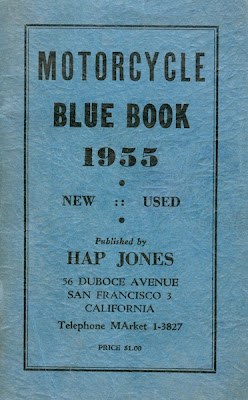 MOTORCYCLE
BLUE BOOK
1955
NEW :: USED
Published by
HAP JONES
56 DUBOCE AVENUE
SAN FRANCISCO 3
CALIFORNIA
Telephone MArket 1-3827
PRICE $1.00